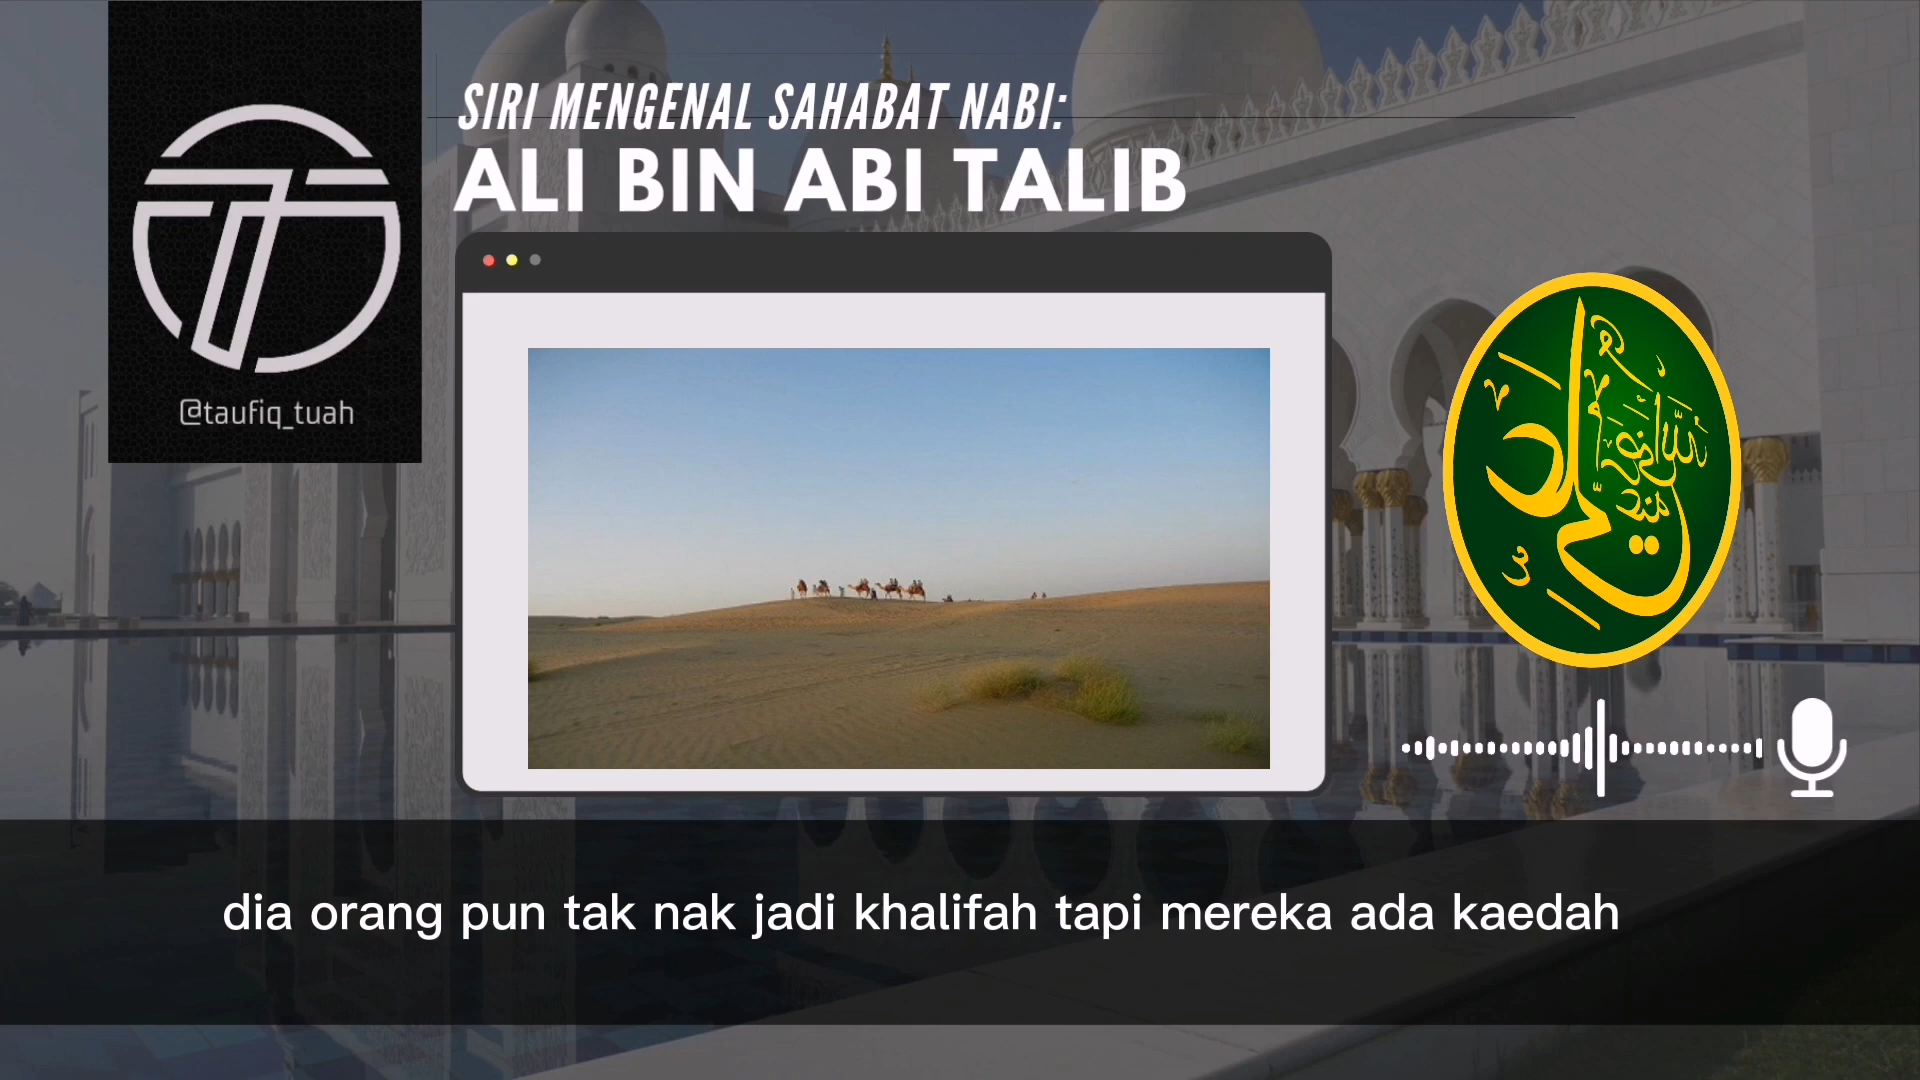 SIRI MENGENAL SAHABAT NABI:
ALI BIN ABI TALIB
@taufiq_tuah
dia orang pun tak nak jadi khalifah tapi mereka ada kaedah